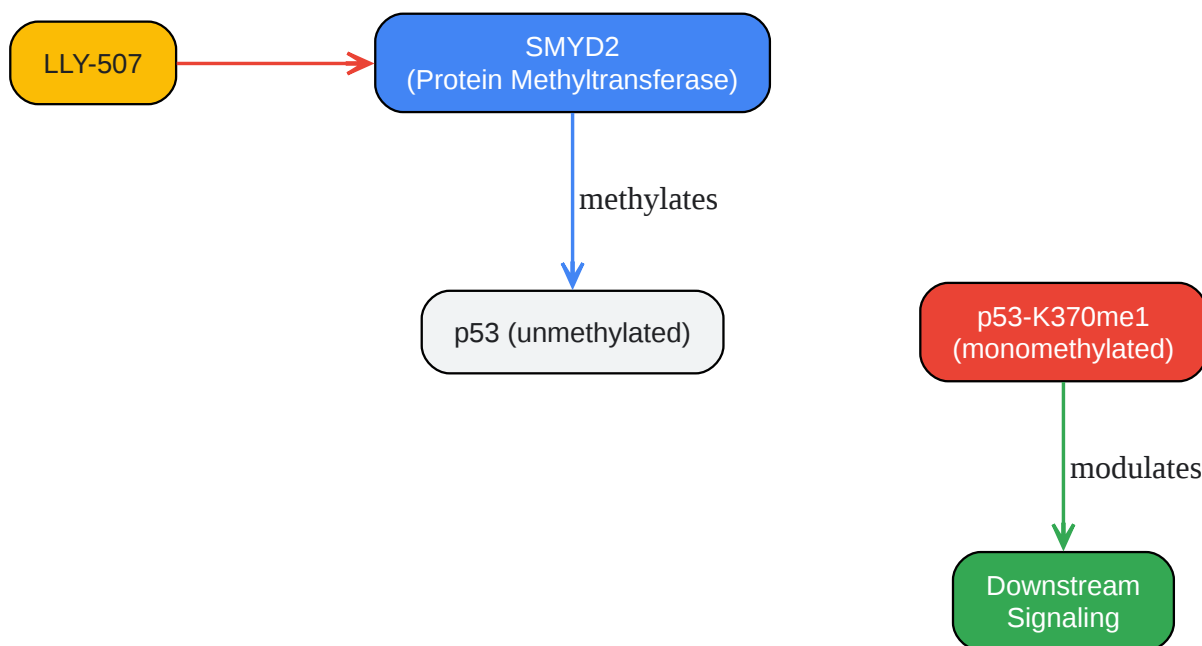 LLY-507
SMYD2
(Protein Methyltransferase)
methylates
p53 (unmethylated)
p53-K370me1
(monomethylated)
modulates
Downstream
Signaling